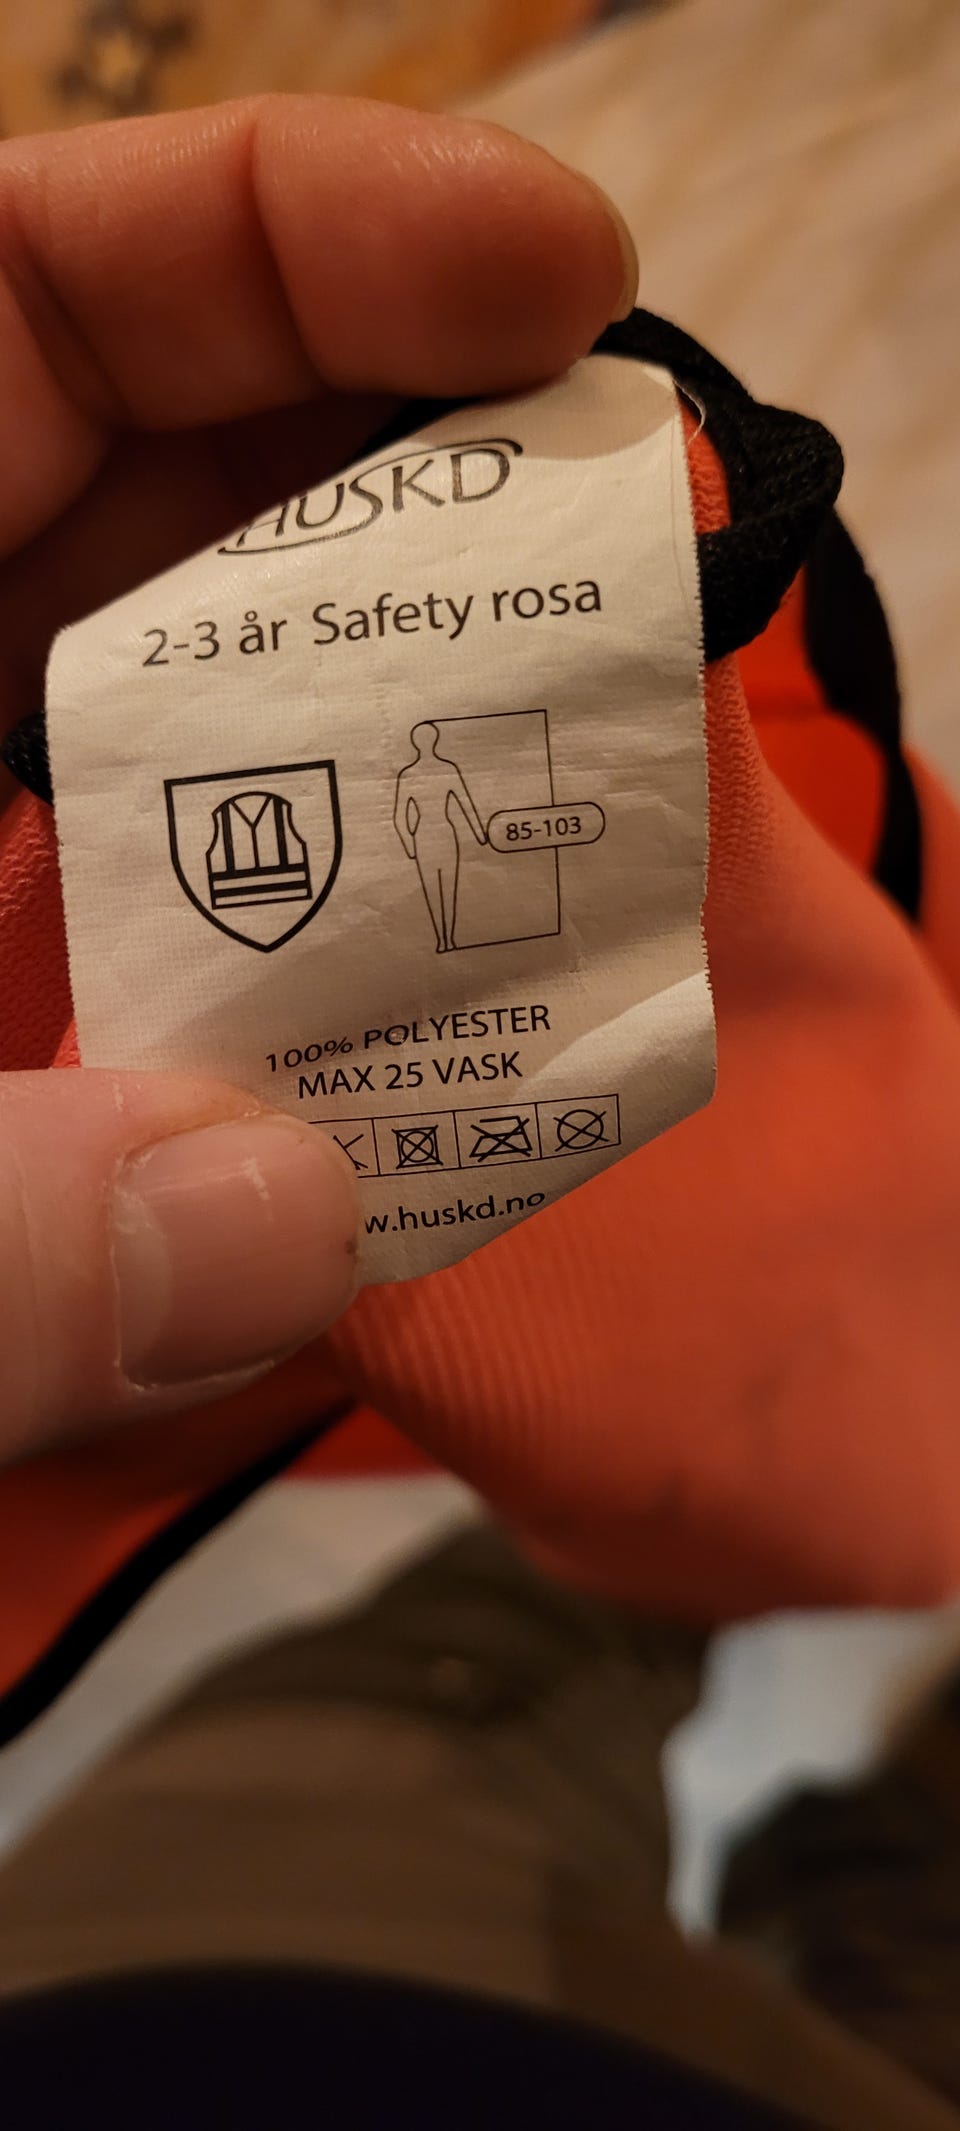 HUSKD
2-3 år Safety rosa
85-103
100% POLYESTER
MAX 25 VASK
w.huskd.no